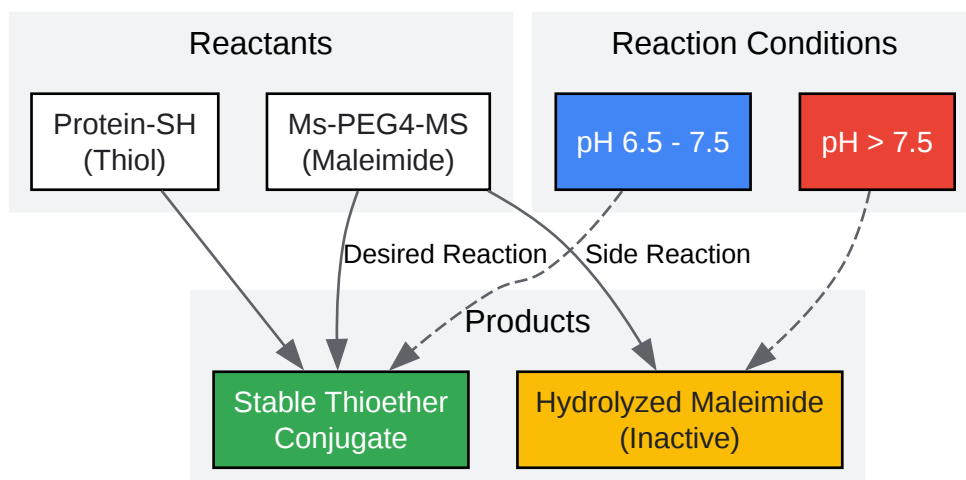 Reactants
Reaction Conditions
Protein-SH
(Thiol)
Ms-PEG4-MS
(Maleimide)
pH 6.5 - 7.5
pH > 7.5
Desired Reaction
Side Reaction
Products
Stable Thioether
Conjugate
Hydrolyzed Maleimide
(Inactive)